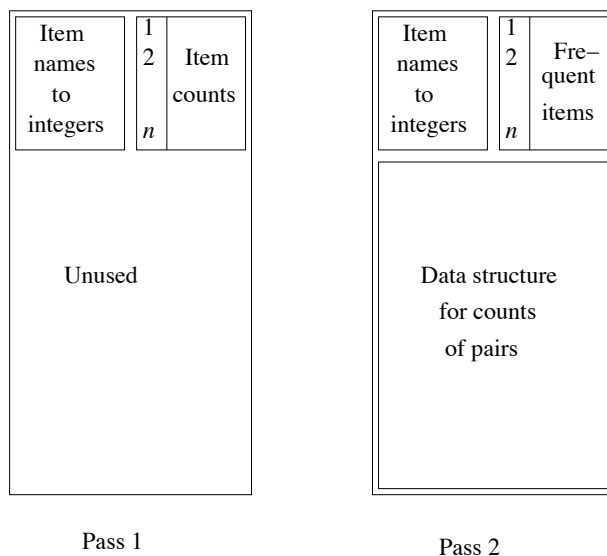 Item
names
to
integers
1
2
n
Item
counts
Unused
Pass 1
Item
names
to
integers
1
2
n
Fre–
quent
items
Data structure
for counts
of pairs
Pass 2